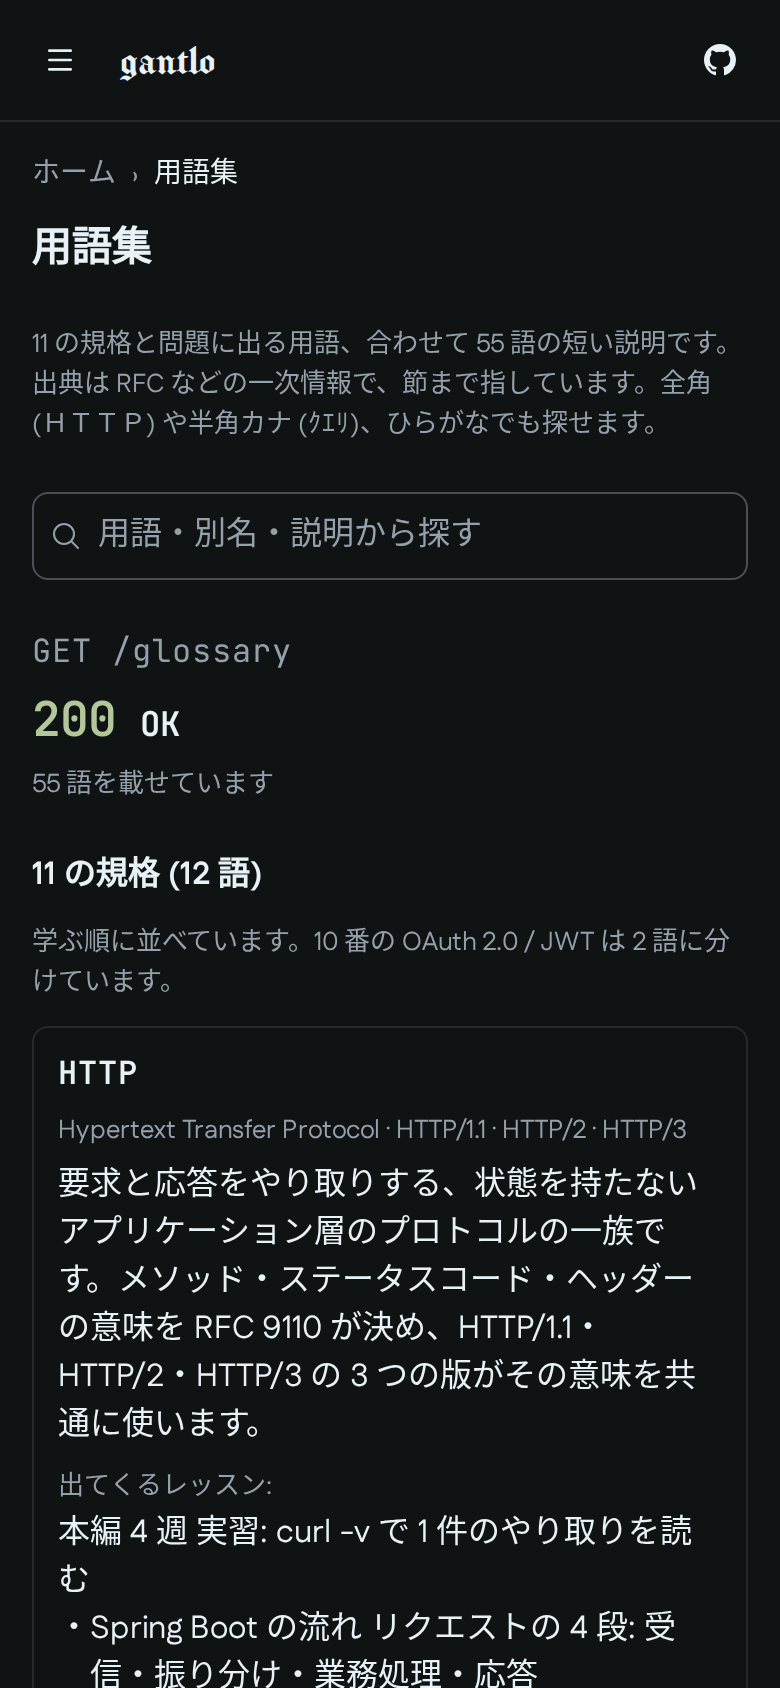 gantlo
ホーム › 用語集
用語集
11 の規格と問題に出る用語、合わせて 55 語の短い説明です。
出典は RFC などの一次情報で、節まで指しています。全角
(ＨＴＴＰ) や半角カナ (ｸｴﾘ)、ひらがなでも探せます。
用語・別名・説明から探す
GET /glossary
200 OK
55 語を載せています
11 の規格 (12 語)
学ぶ順に並べています。10 番の OAuth 2.0 / JWT は 2 語に分
けています。
HTTP
Hypertext Transfer Protocol · HTTP/1.1 · HTTP/2 · HTTP/3
要求と応答をやり取りする、状態を持たない
アプリケーション層のプロトコルの一族で
す。メソッド・ステータスコード・ヘッダー
の意味を RFC 9110 が決め、HTTP/1.1・
HTTP/2・HTTP/3 の 3 つの版がその意味を共
通に使います。
出てくるレッスン:
本編 4 週 実習: curl -v で 1 件のやり取りを読
む
・Spring Boot の流れ リクエストの 4 段: 受
信・振り分け・業務処理・応答